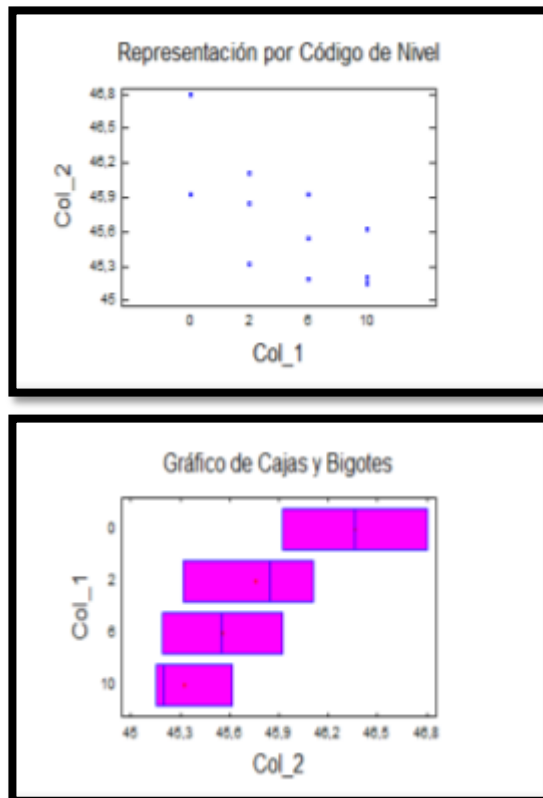 Representación por Código de Nivel
46,8
46,5
46,2
45,9
45,6
45,3
45
Col_2
0 2 6 10
Col_1
Gráfico de Cajas y Bigotes
0
2
6
10
Col_1
45 45,3 45,6 45,9 46,2 46,5 46,8
Col_2